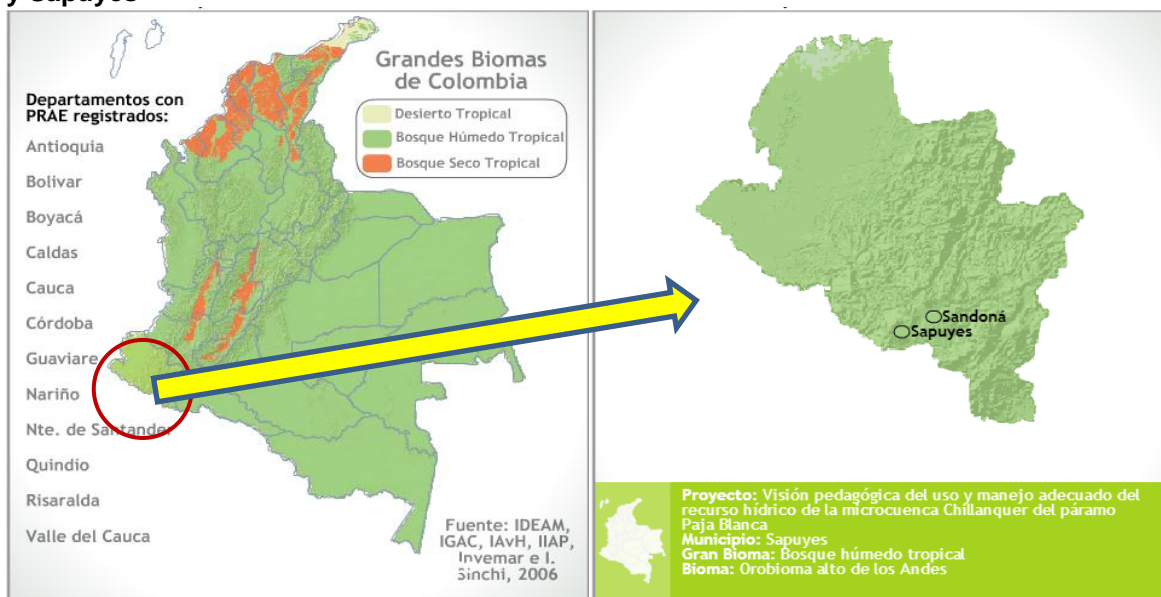 y Sapuyes
Grandes Biomas
de Colombia
Desierto Tropical
Bosque Húmedo Tropical
Bosque Seco Tropical
Departamentos con
PRAE registrados:
Antioquia
Bolivar
Boyacá
Caldas
Cauca
Córdoba
Guaviare
Nariño
Nte. de Santander
Quindio
Risaralda
Valle del Cauca
Fuente: IDEAM,
IGAC, IAvH, IIAP,
Invemar e I.
Sinchi, 2006
Sandoná
Sapuyes
Proyecto: Visión pedagógica del uso y manejo adecuado del
recurso hídrico de la microcuenca Chillanquer del páramo
Paja Blanca
Municipio: Sapuyes
Gran Bioma: Bosque húmedo tropical
Bioma: Orobioma alto de los Andes